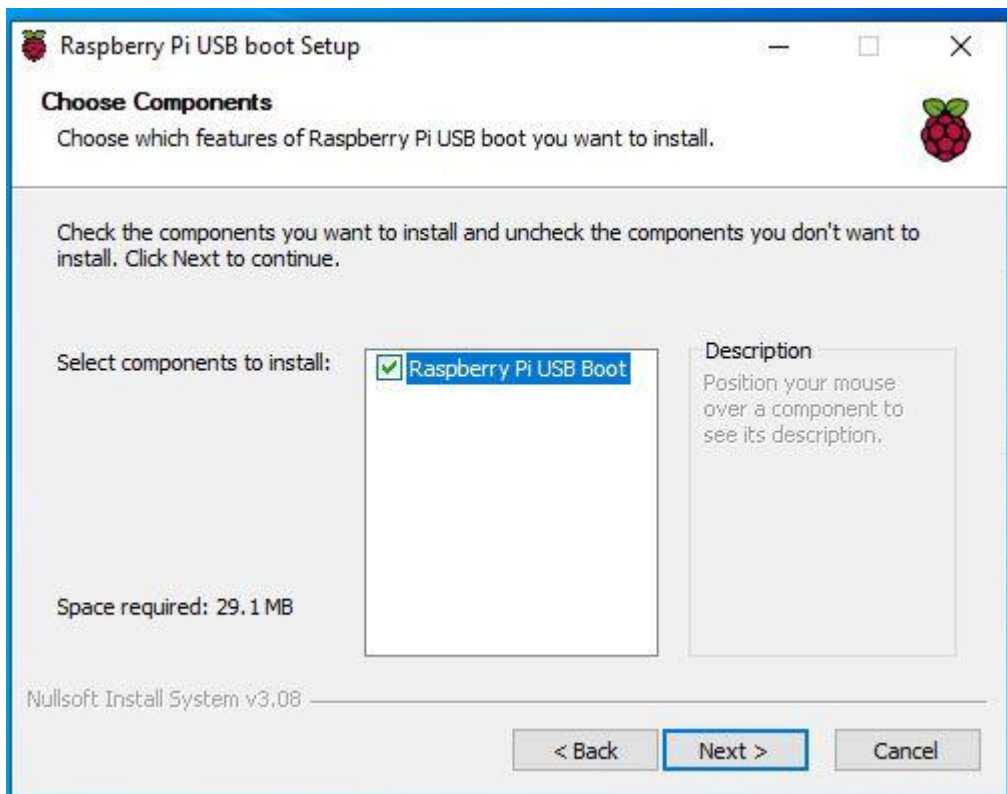 Raspberry Pi USB boot Setup
Choose Components
Choose which features of Raspberry Pi USB boot you want to install.
Check the components you want to install and uncheck the components you don't want to
install. Click Next to continue.
Select components to install:
Raspberry Pi USB Boot
Description
Position your mouse
over a component to
see its description.
Space required: 29.1 MB
Nullsoft Install System v3.08
< Back
Next >
Cancel